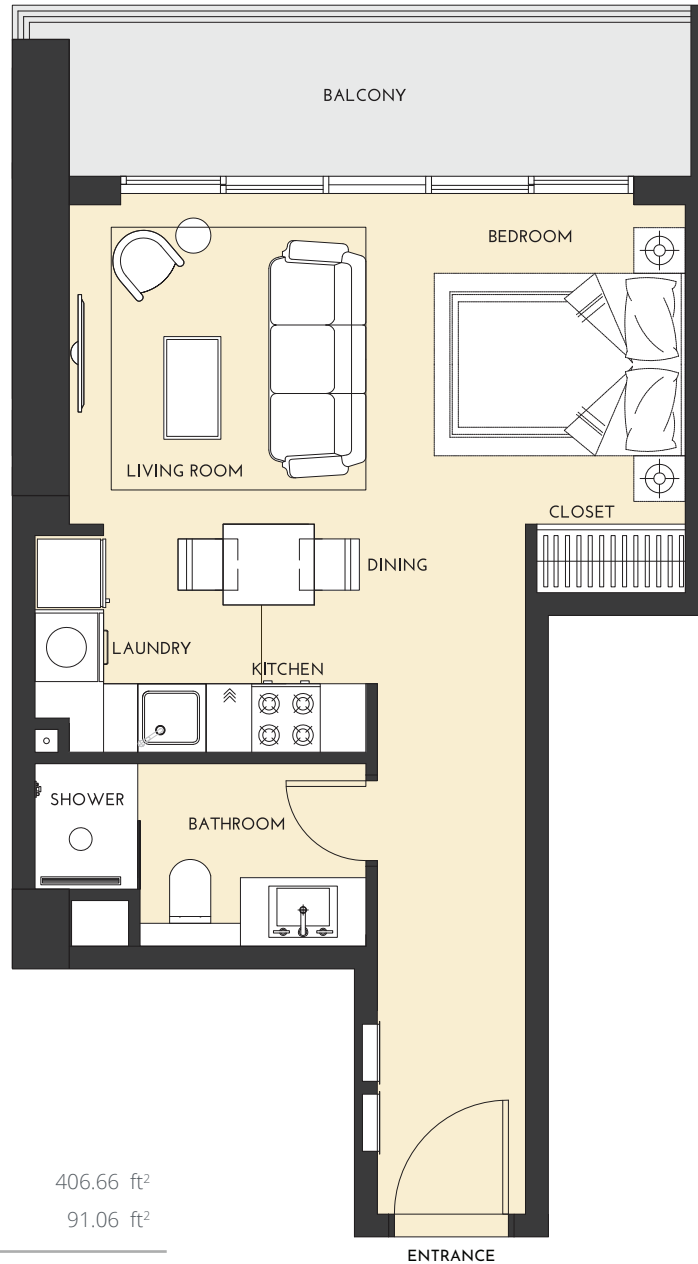 BALCONY
BEDROOM
LIVING ROOM
CLOSET
DINING
LAUNDRY
KITCHEN
SHOWER
BATHROOM
406.66 ft²
91.06 ft²
ENTRANCE